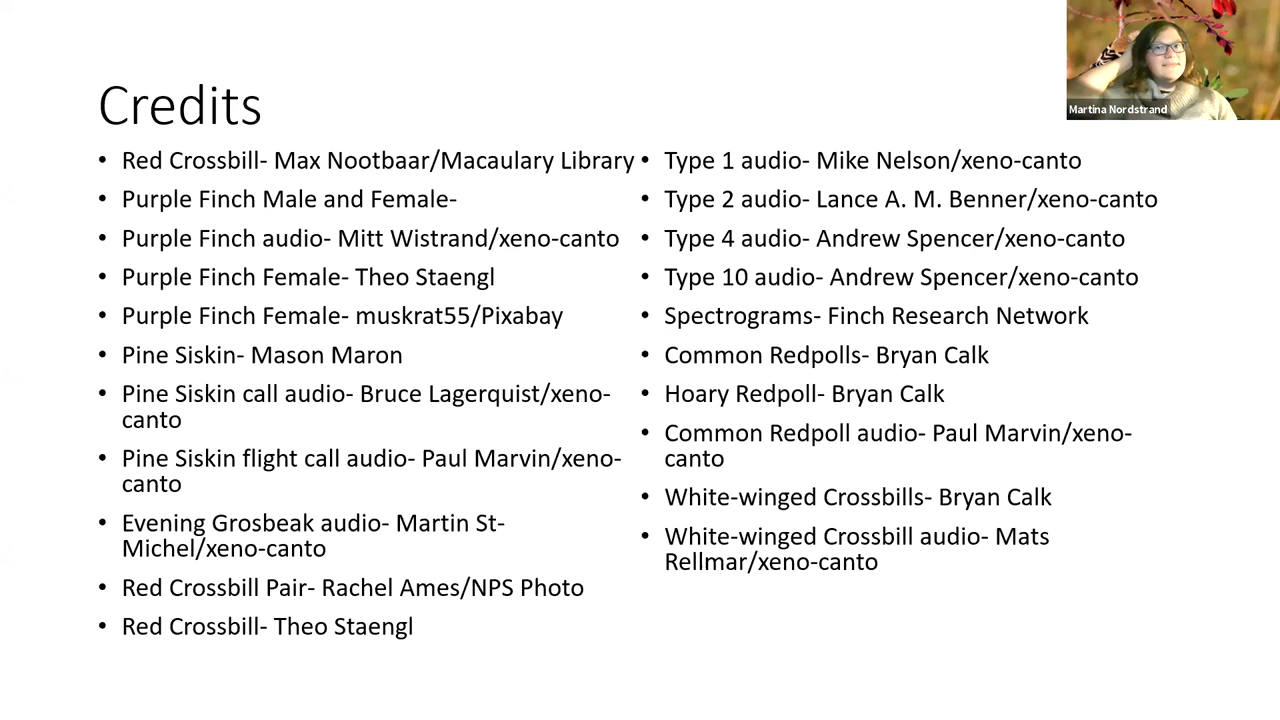 Credits
• Red Crossbill- Max Nootbaar/Macaulary Library
• Purple Finch Male and Female-
• Purple Finch audio- Mitt Wistrand/xeno-canto
• Purple Finch Female- Theo Staengl
• Purple Finch Female- muskrat55/Pixabay
• Pine Siskin- Mason Maron
• Pine Siskin call audio- Bruce Lagerquist/xeno-
canto
• Pine Siskin flight call audio- Paul Marvin/xeno-
canto
• Evening Grosbeak audio- Martin St-
Michel/xeno-canto
• Red Crossbill Pair- Rachel Ames/NPS Photo
• Red Crossbill- Theo Staengl
• Type 1 audio- Mike Nelson/xeno-canto
• Type 2 audio- Lance A. M. Benner/xeno-canto
• Type 4 audio- Andrew Spencer/xeno-canto
• Type 10 audio- Andrew Spencer/xeno-canto
• Spectrograms- Finch Research Network
• Common Redpolls- Bryan Calk
• Hoary Redpoll- Bryan Calk
• Common Redpoll audio- Paul Marvin/xeno-
canto
• White-winged Crossbills- Bryan Calk
• White-winged Crossbill audio- Mats
Rellmar/xeno-canto
Martina Nordstrand